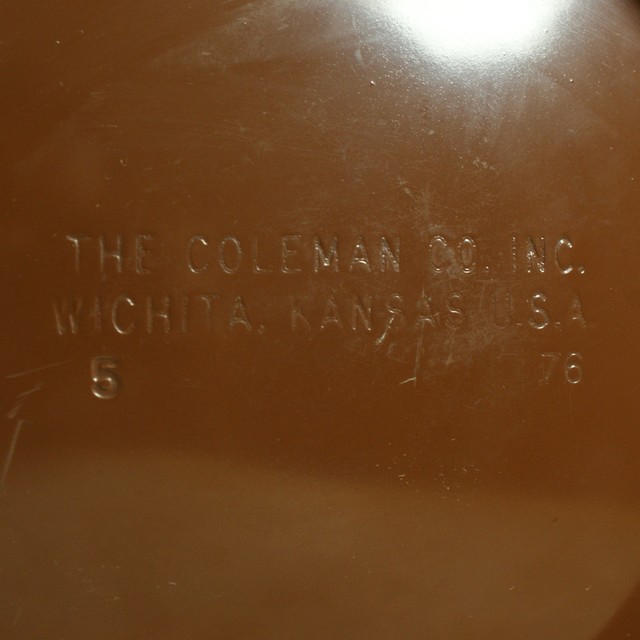 THE COLEMAN CO. INC.
WICHITA, KANSAS U.S.A
5 76